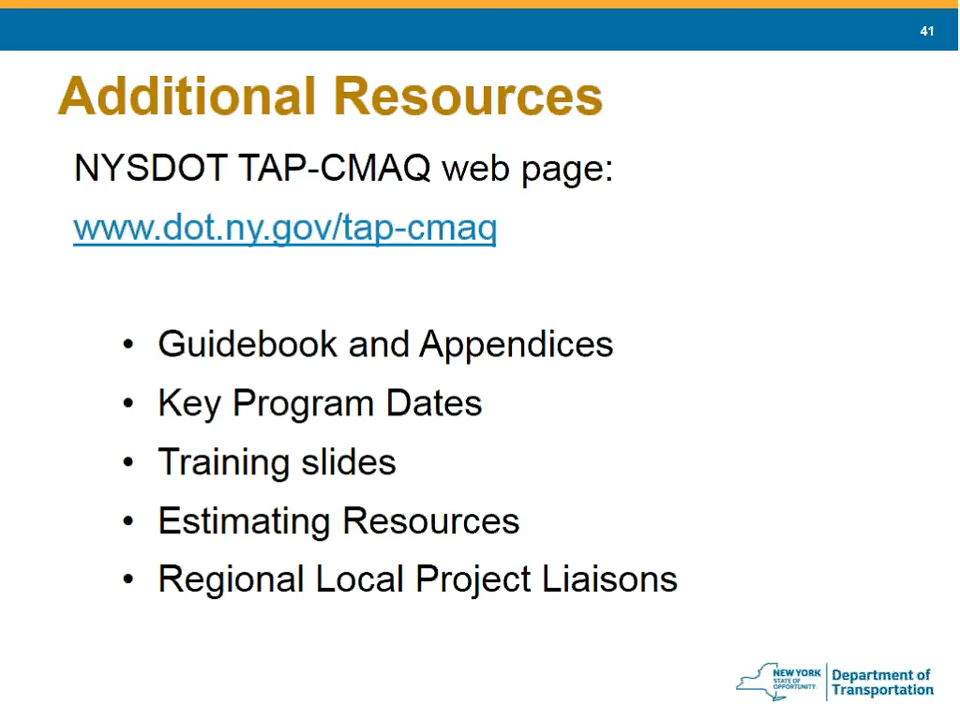 41
Additional Resources
NYSDOT TAP-CMAQ web page:
www.dot.ny.gov/tap-cmaq
• Guidebook and Appendices
• Key Program Dates
• Training slides
• Estimating Resources
• Regional Local Project Liaisons
NEW YORK
STATE OF
OPPORTUNITY.
Department of
Transportation